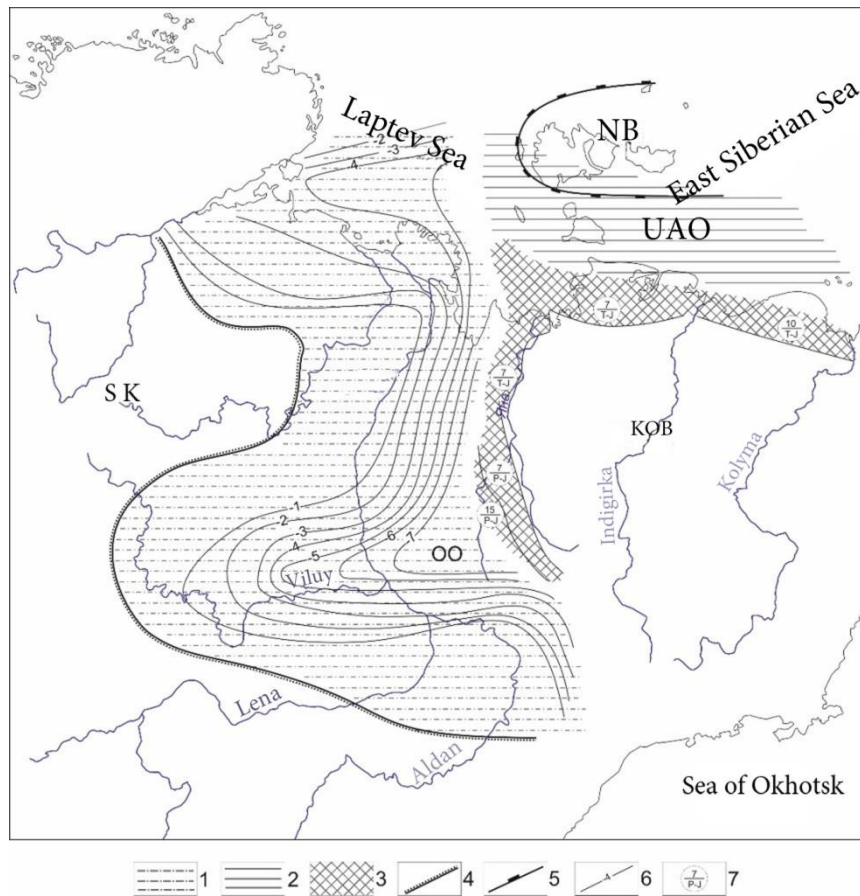 Laptev Sea
NB
East Siberian Sea
UAO
-2
-3
-4
7
T-J
10
T-J
7
T-J
S K
KOB
Indigirka
Kolyma
7
P-J
15
P-J
-1
-2
-3
4
-5
6
-7
OO
Viluy
Lena
Aldan
Sea of Okhotsk
1
2
3
4
5
6
7
7
P-J